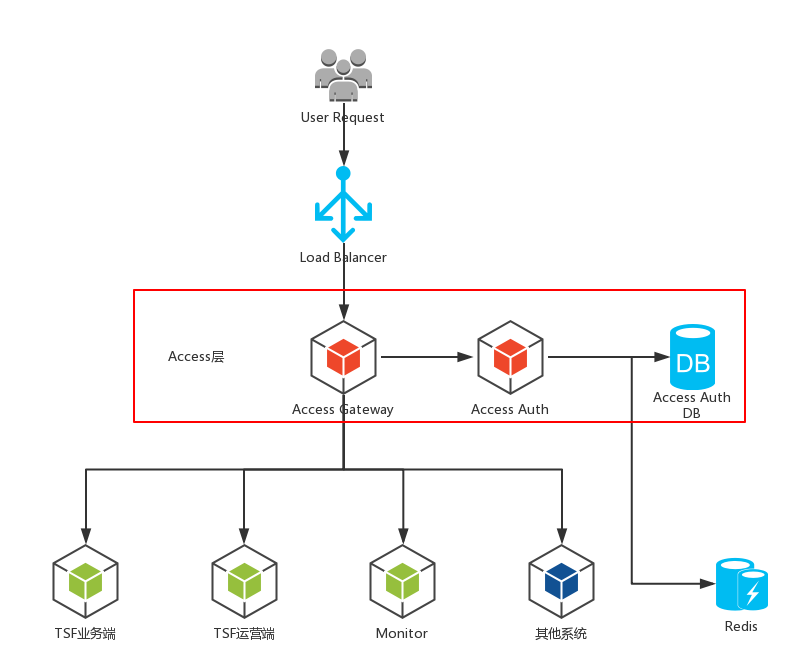 User Request
Load Balancer
Access层
DB
Access Gateway
Access Auth
Access Auth
DB
TSF业务端
TSF运营端
Monitor
其他系统
Redis